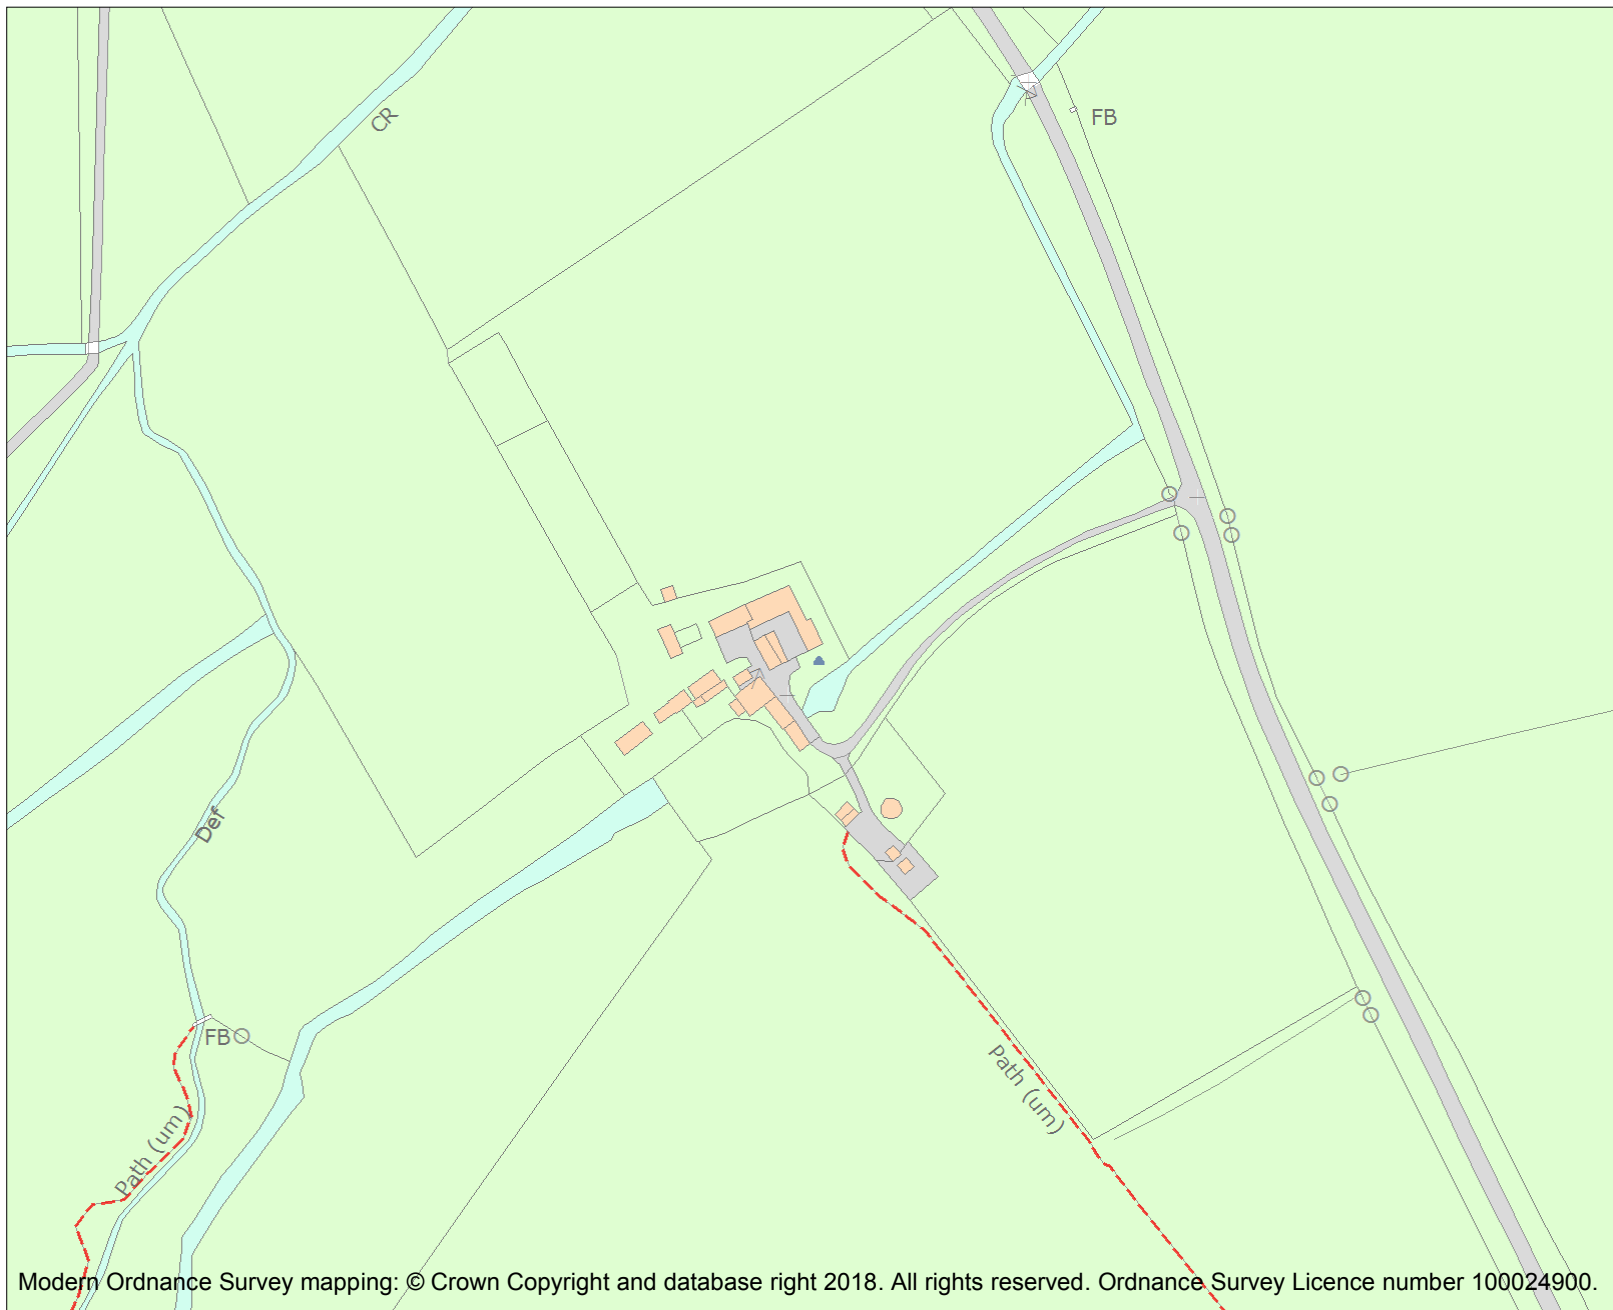 CR
FB
Def
FB
Path (um)
Path (um)
Modern Ordnance Survey mapping: © Crown Copyright and database right 2018. All rights reserved. Ordnance Survey Licence number 100024900.